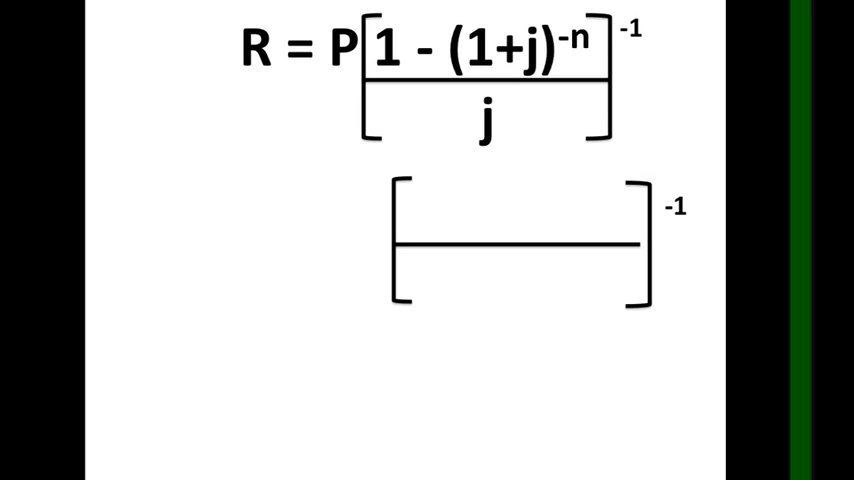 R = P[1 - (1+j)^-n / j]^-1
[ ]^-1